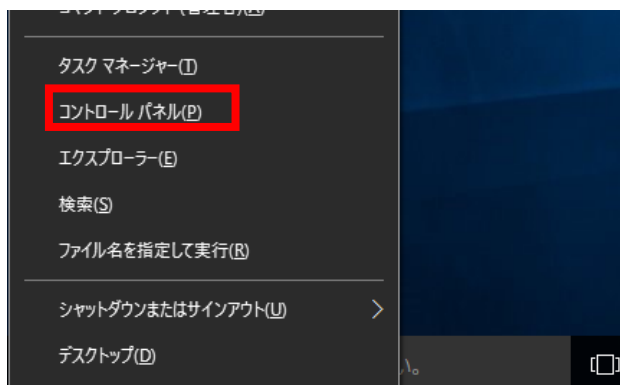 タスク マネージャー(T)
コントロール パネル(P)
エクスプローラー(E)
検索(S)
ファイル名を指定して実行(R)
シャットダウンまたはサインアウト(U)
デスクトップ(D)
い。